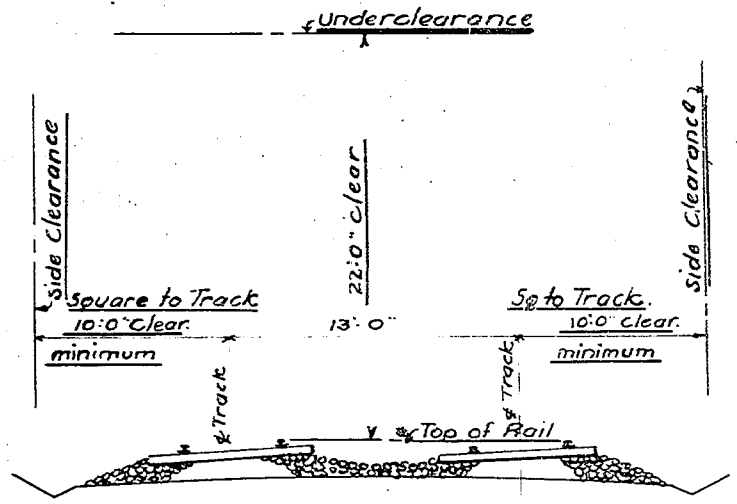 Underclearance
Side Clearance
22'-0" clear
Side Clearance
Square to Track
10'-0" Clear.
minimum
13'-0"
Sq to Track.
10'-0" clear.
minimum
℄ Track
℄ Track
Top of Rail